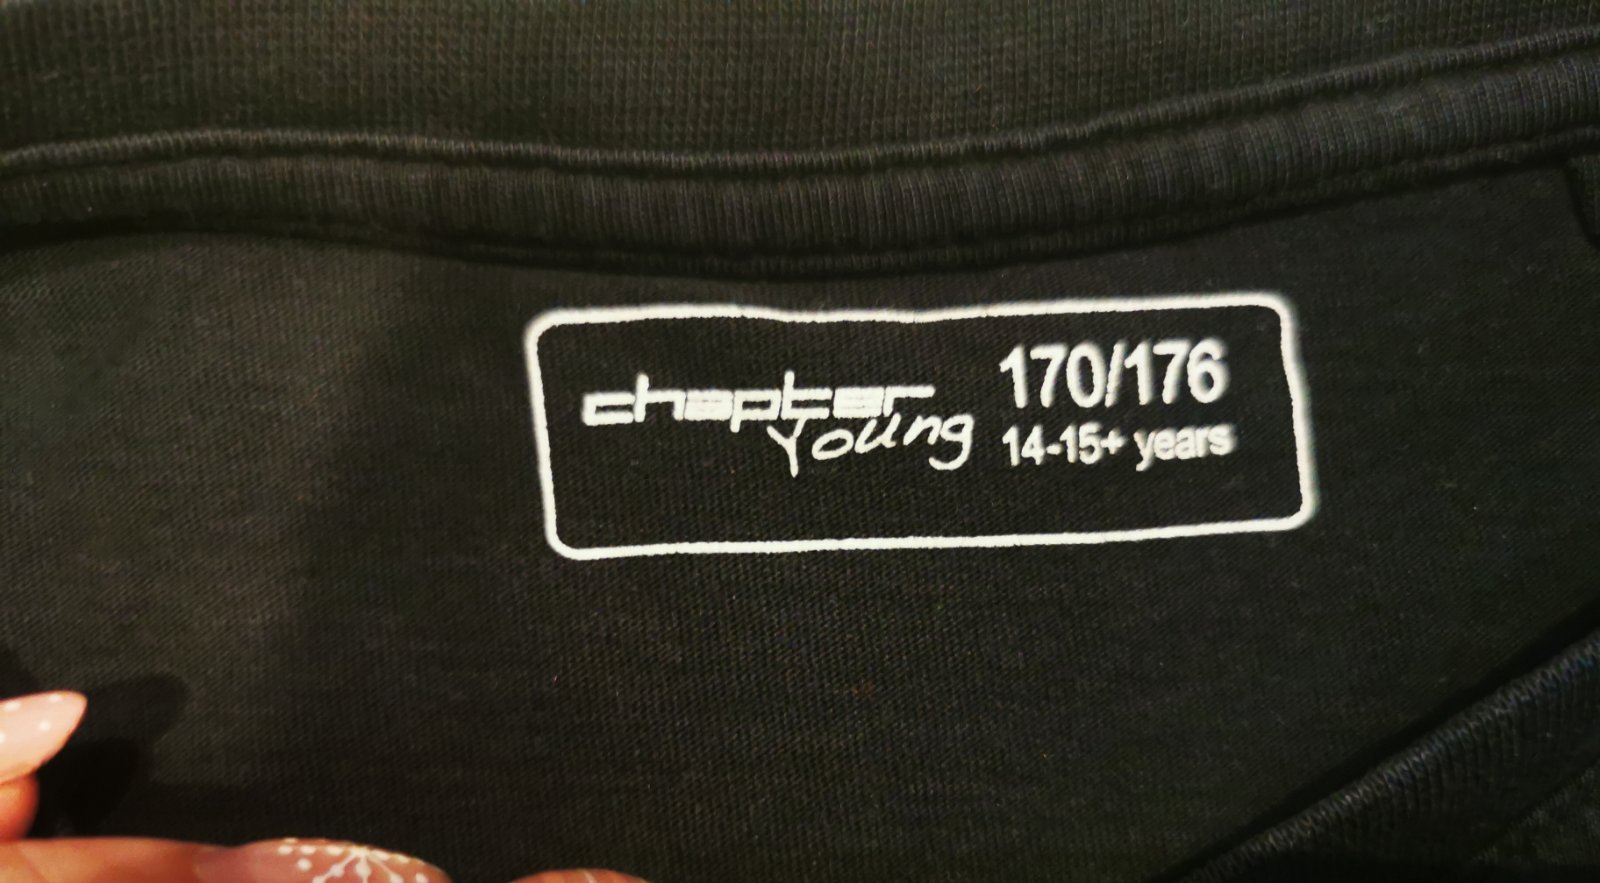 chapter
Young
170/176
14-15+ years